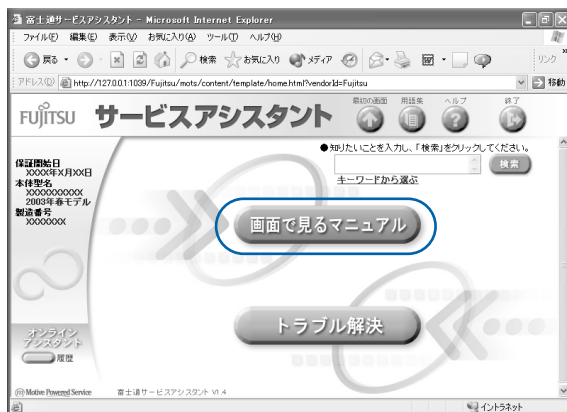 富士通サービスアシスタント - Microsoft Internet Explorer
ファイル(F) 編集(E) 表示(V) お気に入り(A) ツール(T) ヘルプ(H)
戻る 検索 お気に入り メディア リンク
アドレス(D) http://127.0.0.1:1039/Fujitsu/mots/content/template/home.html?vendorId=Fujitsu 移動
FUJITSU サービスアシスタント 最初の画面 用語集 ヘルプ 終了
●知りたいことを入力し、「検索」をクリックしてください。
検索
キーワードから選ぶ
保証開始日
XXXX年X月XX日
本体型名
XXXXXXXXXX
2003年春モデル
製造番号
XXXXXXX
画面で見るマニュアル
トラブル解決
オンライン
アシスタント
履歴
Motive Powered Service 富士通サービスアシスタント V1.4
イントラネット